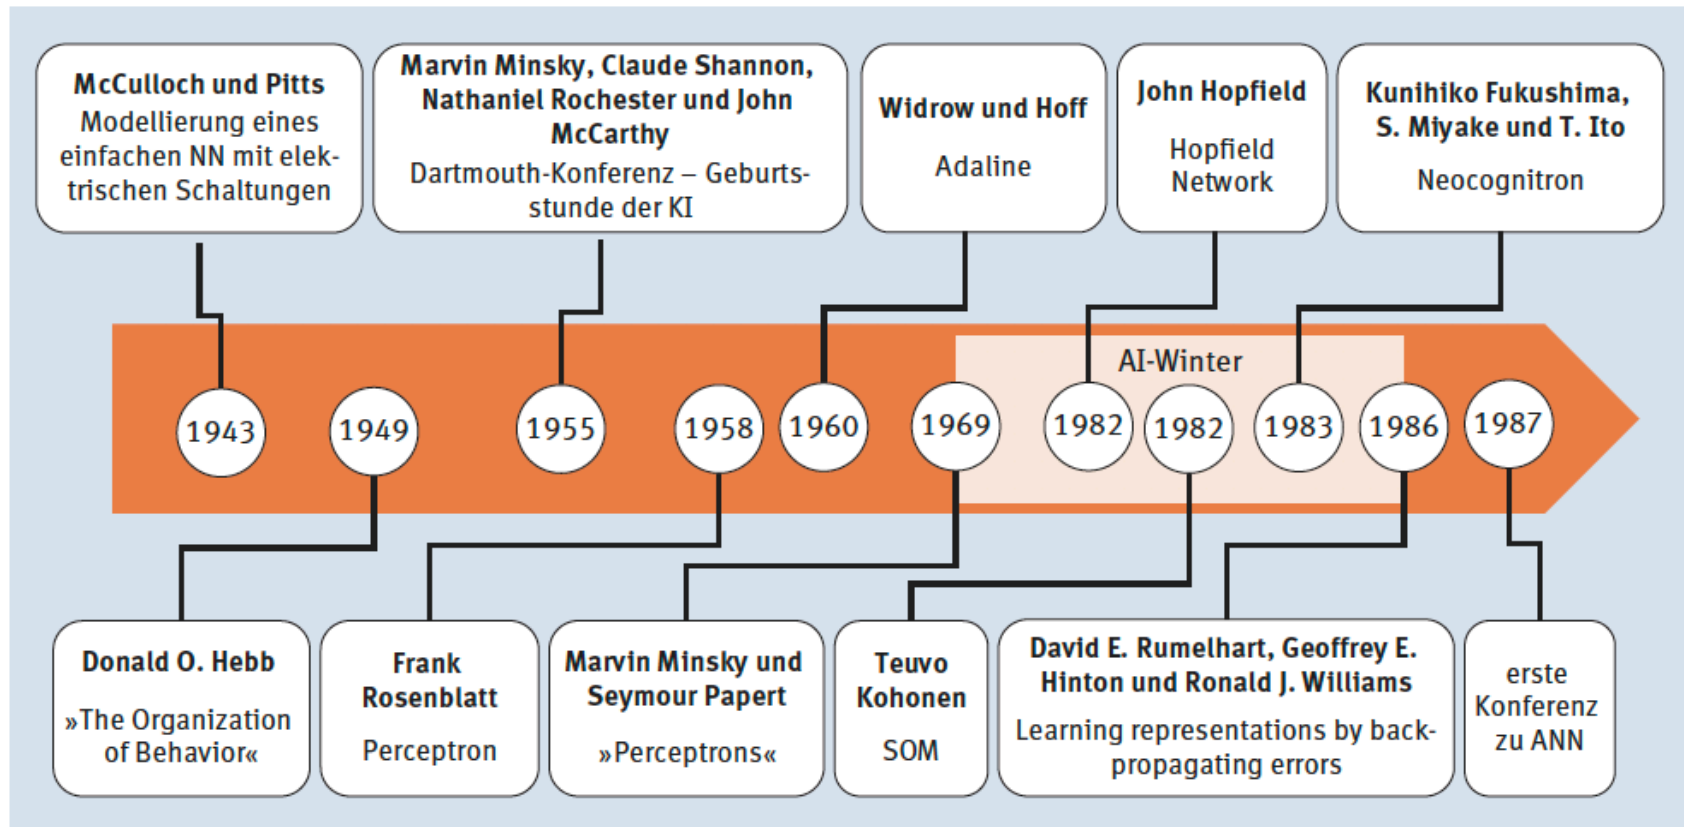 McCulloch und Pitts
Modellierung eines
einfachen NN mit elek-
trischen Schaltungen
Marvin Minsky, Claude Shannon,
Nathaniel Rochester und John
McCarthy
Dartmouth-Konferenz – Geburts-
stunde der KI
Widrow und Hoff
Adaline
John Hopfield
Hopfield
Network
Kunihiko Fukushima,
S. Miyake und T. Ito
Neocognitron
AI-Winter
1943
1949
1955
1958
1960
1969
1982
1982
1983
1986
1987
Donald O. Hebb
»The Organization
of Behavior«
Frank
Rosenblatt
Perceptron
Marvin Minsky und
Seymour Papert
»Perceptrons«
Teuvo
Kohonen
SOM
David E. Rumelhart, Geoffrey E.
Hinton und Ronald J. Williams
Learning representations by back-
propagating errors
erste
Konferenz
zu ANN